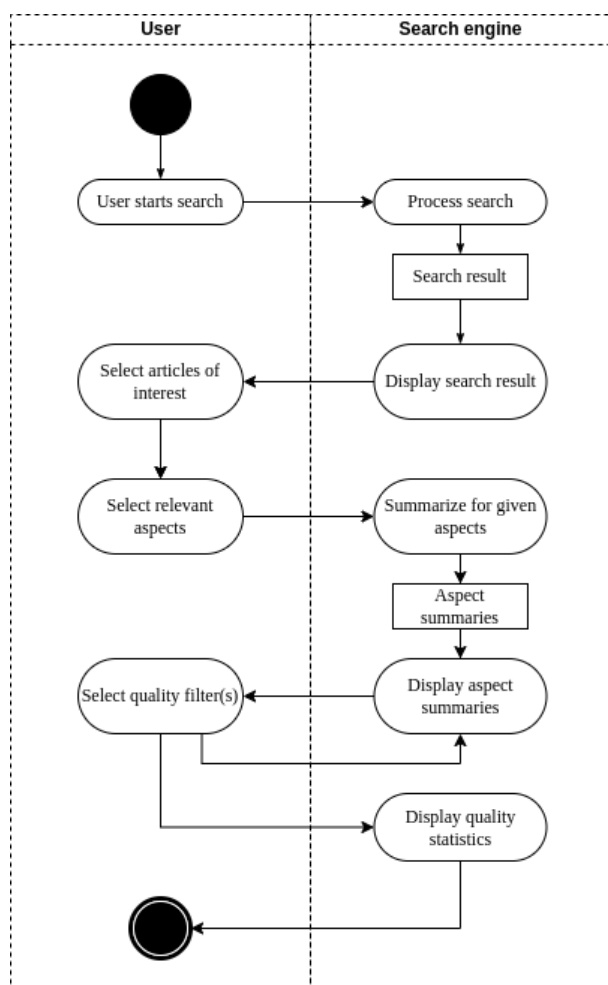 User
Search engine
User starts search
Process search
Search result
Select articles of
interest
Display search result
Select relevant
aspects
Summarize for given
aspects
Aspect
summaries
Select quality filter(s)
Display aspect
summaries
Display quality
statistics